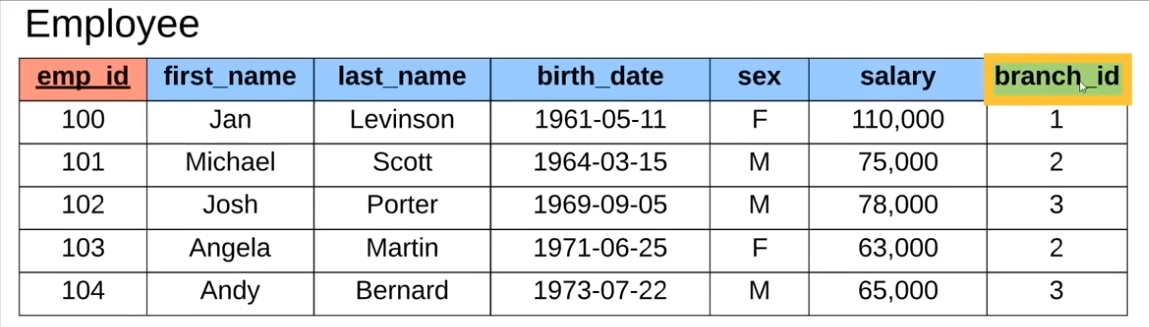 Employee
emp_id first_name last_name birth_date sex salary branch_id
100 Jan Levinson 1961-05-11 F 110,000 1
101 Michael Scott 1964-03-15 M 75,000 2
102 Josh Porter 1969-09-05 M 78,000 3
103 Angela Martin 1971-06-25 F 63,000 2
104 Andy Bernard 1973-07-22 M 65,000 3